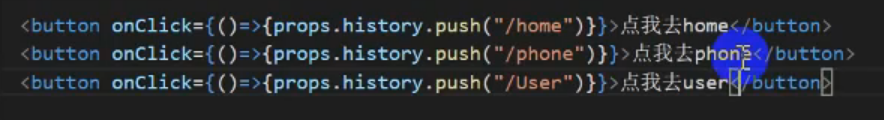 <button onClick={()=>{props.history.push("/home")}}>点我去home</button>
<button onClick={()=>{props.history.push("/phone")}}>点我去phone</button>
<button onClick={()=>{props.history.push("/User")}}>点我去user</button>